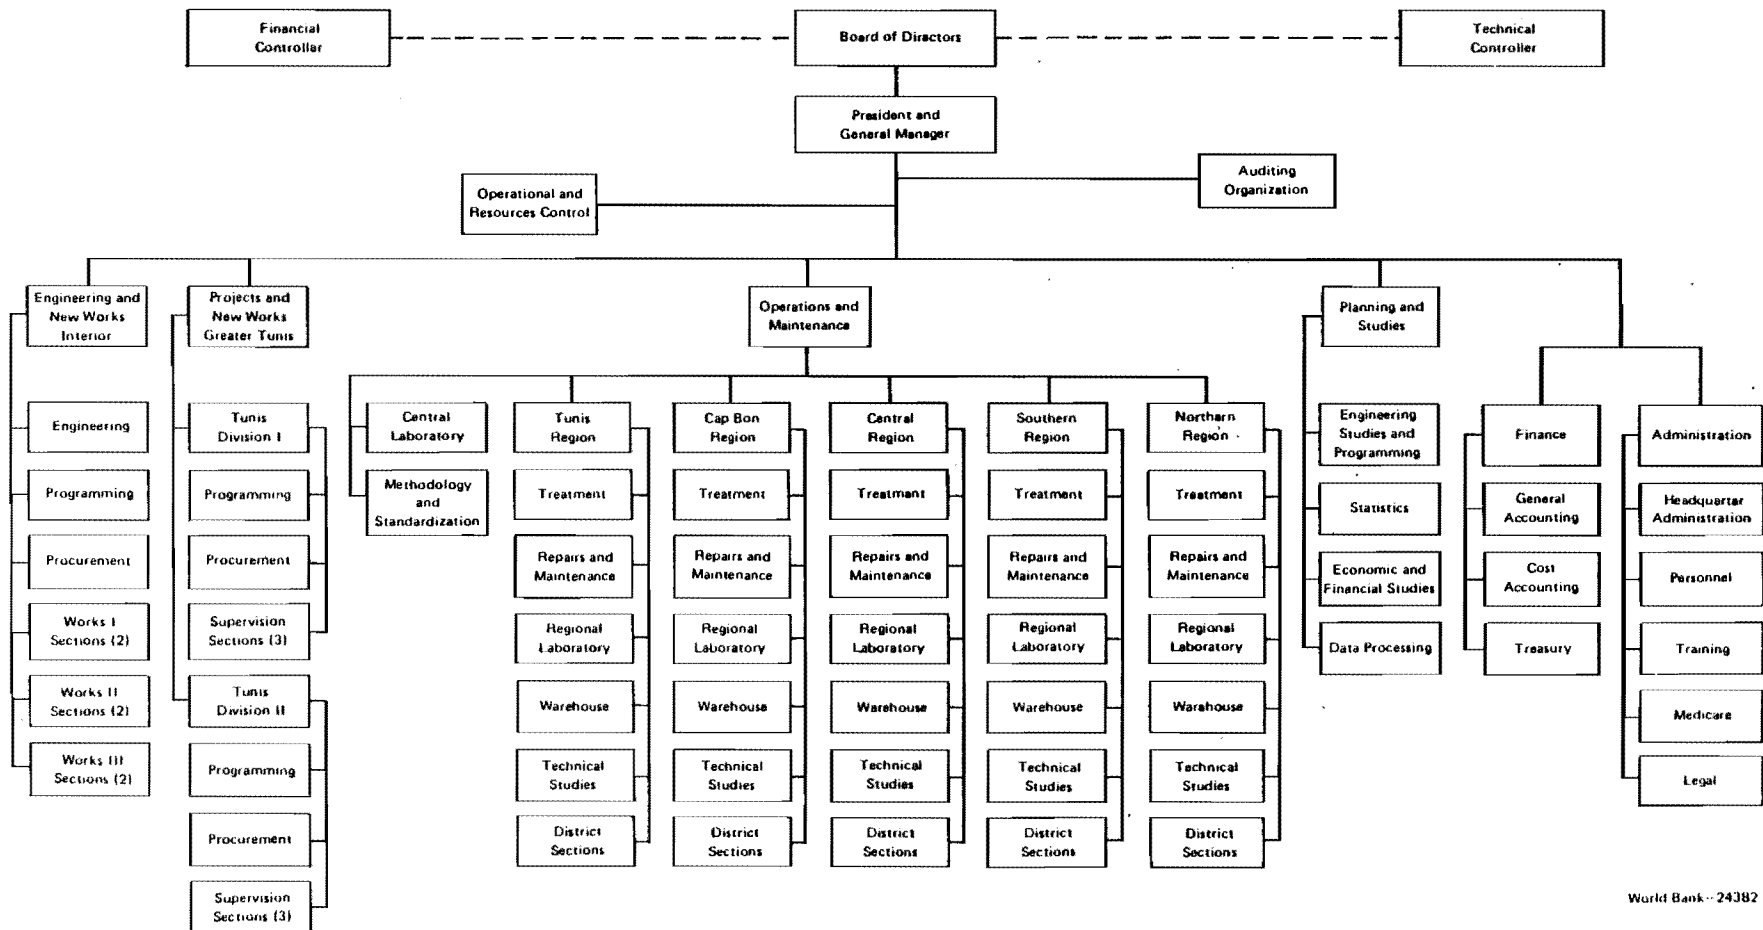 Financial
Controller
Board of Directors
Technical
Controller
President and
General Manager
Operational and
Resources Control
Auditing
Organization
Engineering and
New Works
Interior
Projects and
New Works
Greater Tunis
Operations and
Maintenance
Planning and
Studies
Engineering
Programming
Procurement
Works I
Sections (2)
Works II
Sections (2)
Works III
Sections (2)
Tunis
Division I
Programming
Procurement
Supervision
Sections (3)
Tunis
Division II
Programming
Procurement
Supervision
Sections (3)
Central
Laboratory
Methodology
and
Standardization
Tunis
Region
Treatment
Repairs and
Maintenance
Regional
Laboratory
Warehouse
Technical
Studies
District
Sections
Cap Bon
Region
Treatment
Repairs and
Maintenance
Regional
Laboratory
Warehouse
Technical
Studies
District
Sections
Central
Region
Treatment
Repairs and
Maintenance
Regional
Laboratory
Warehouse
Technical
Studies
District
Sections
Southern
Region
Treatment
Repairs and
Maintenance
Regional
Laboratory
Warehouse
Technical
Studies
District
Sections
Northern
Region
Treatment
Repairs and
Maintenance
Regional
Laboratory
Warehouse
Technical
Studies
District
Sections
Engineering
Studies and
Programming
Statistics
Economic and
Financial Studies
Data Processing
Finance
General
Accounting
Cost
Accounting
Treasury
Administration
Headquarter
Administration
Personnel
Training
Medicare
Legal
World Bank--24382